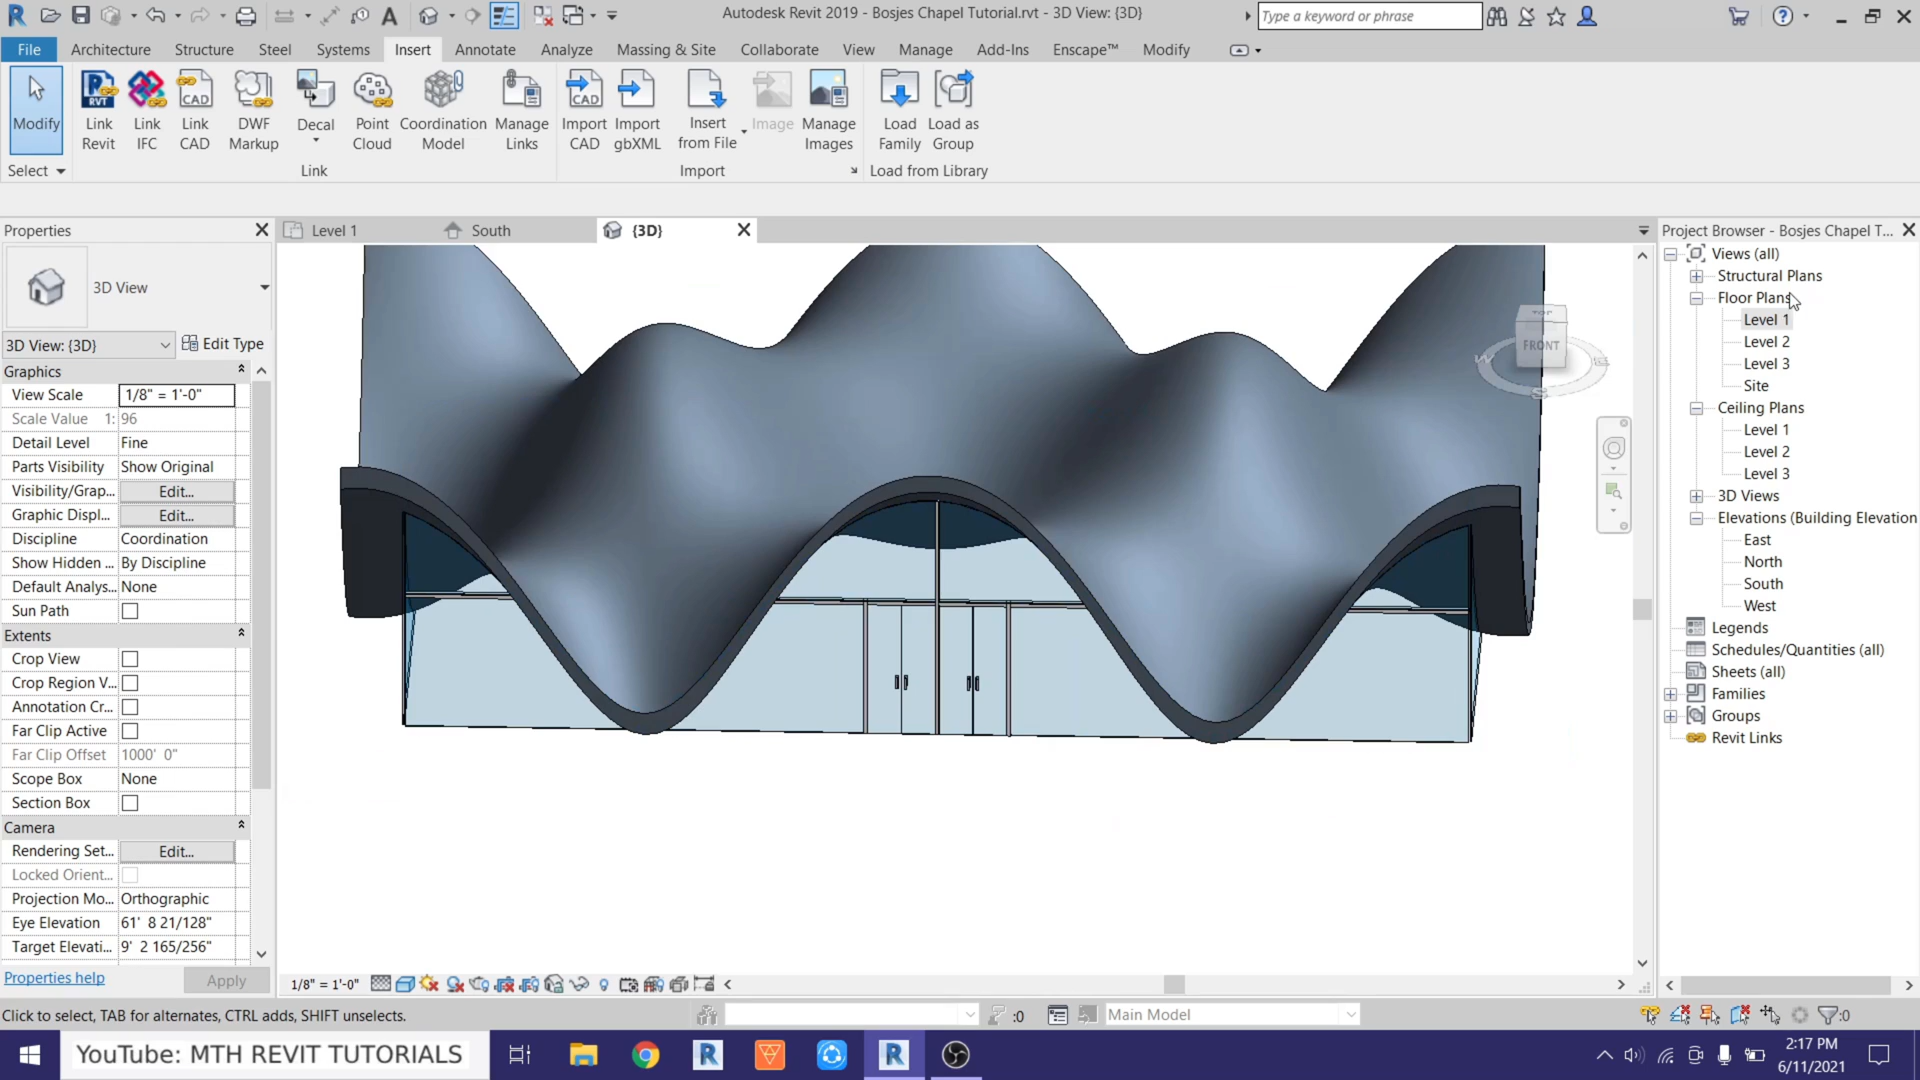 Autodesk Revit 2019 - Bosjes Chapel Tutorial.rvt - 3D View: {3D}
Type a keyword or phrase
File Architecture Structure Steel Systems Insert Annotate Analyze Massing & Site Collaborate View Manage Add-Ins Enscape™ Modify
Modify
Link Revit
Link IFC
Link CAD
DWF Markup
Decal
Point Cloud
Coordination Model
Manage Links
Import CAD
Import gbXML
Insert from File
Image
Manage Images
Load Family
Load as Group
Select
Link
Import
Load from Library
Properties
Level 1
South
{3D}
Project Browser - Bosjes Chapel T...
3D View
3D View: {3D}
Edit Type
Graphics
View Scale 1/8" = 1'-0"
Scale Value 1: 96
Detail Level Fine
Parts Visibility Show Original
Visibility/Grap... Edit...
Graphic Displ... Edit...
Discipline Coordination
Show Hidden ... By Discipline
Default Analys... None
Sun Path
Extents
Crop View
Crop Region V...
Annotation Cr...
Far Clip Active
Far Clip Offset 1000' 0"
Scope Box None
Section Box
Camera
Rendering Set... Edit...
Locked Orient...
Projection Mo... Orthographic
Eye Elevation 61' 8 21/128"
Target Elevati... 9' 2 165/256"
Properties help
Apply
TOP
FRONT
W
S
E
Views (all)
Structural Plans
Floor Plans
Level 1
Level 2
Level 3
Site
Ceiling Plans
Level 1
Level 2
Level 3
3D Views
Elevations (Building Elevation
East
North
South
West
Legends
Schedules/Quantities (all)
Sheets (all)
Families
Groups
Revit Links
1/8" = 1'-0"
Click to select, TAB for alternates, CTRL adds, SHIFT unselects.
:0
Main Model
:0
YouTube: MTH REVIT TUTORIALS
2:17 PM
6/11/2021